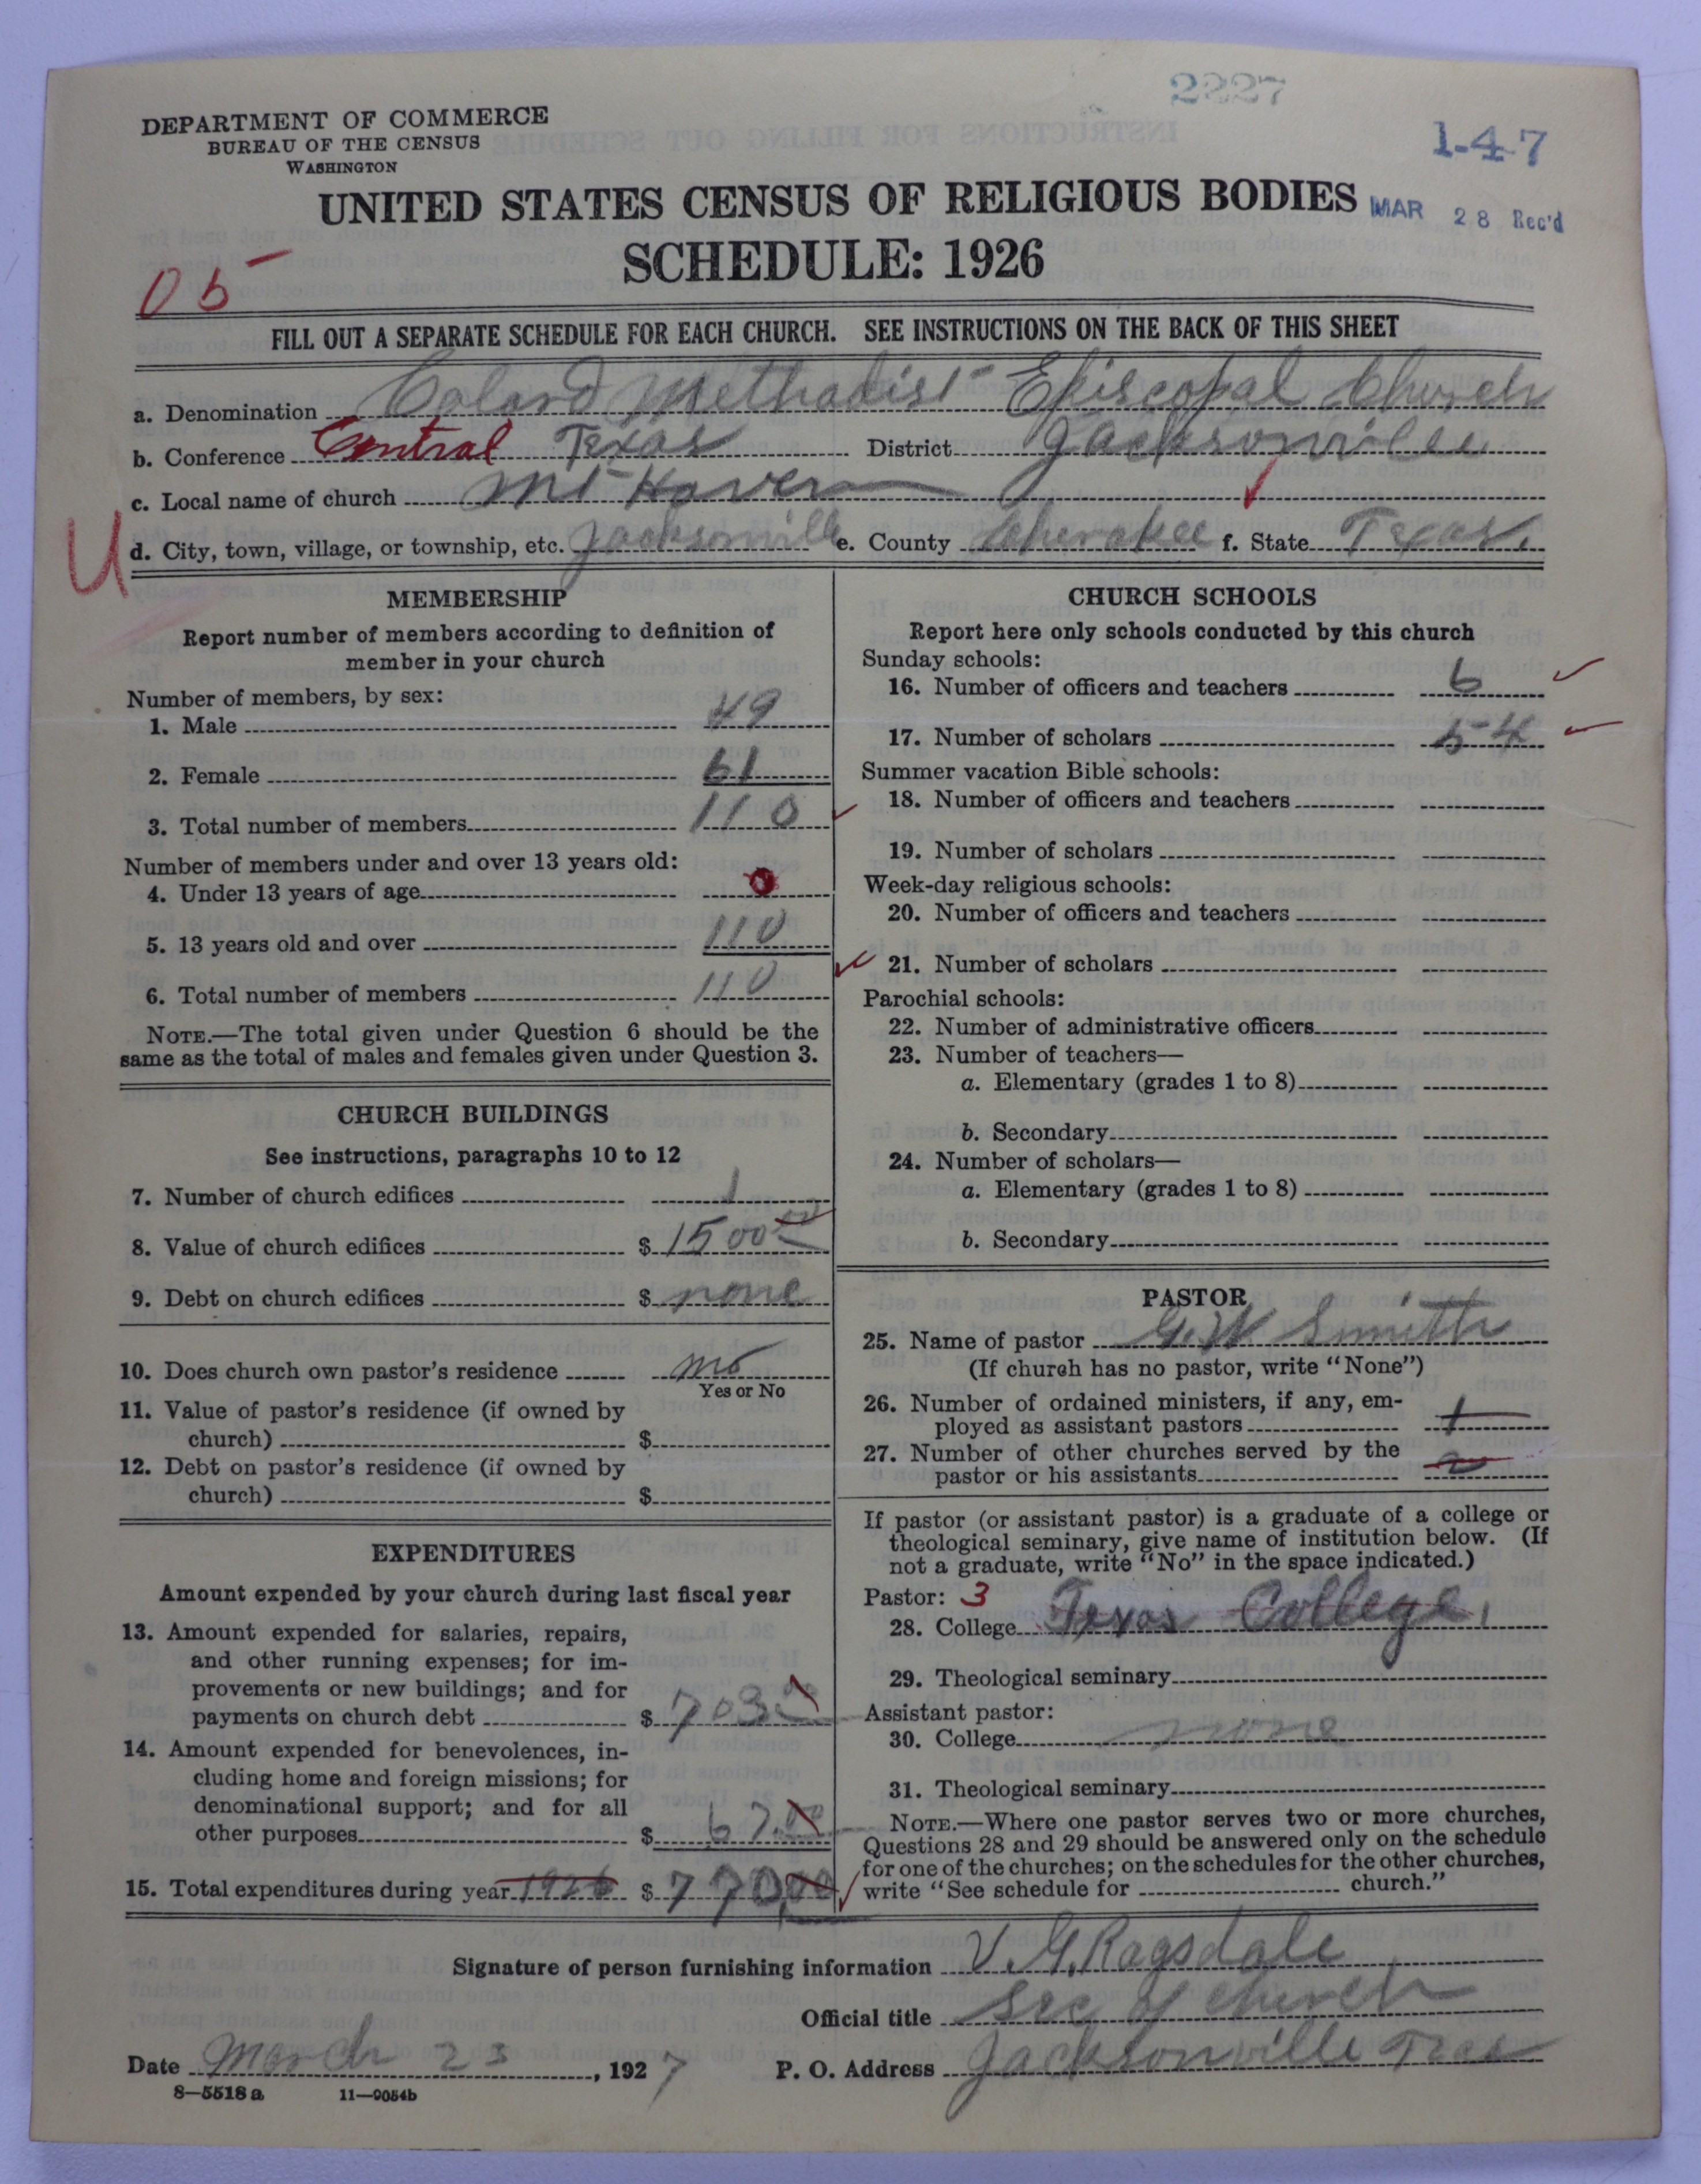 2227
DEPARTMENT OF COMMERCE
BUREAU OF THE CENSUS
WASHINGTON
1-4-7
UNITED STATES CENSUS OF RELIGIOUS BODIES
MAR 28 Rec'd
SCHEDULE: 1926
05
FILL OUT A SEPARATE SCHEDULE FOR EACH CHURCH. SEE INSTRUCTIONS ON THE BACK OF THIS SHEET
a. Denomination Colard Methodist Episcopal Church
b. Conference Central Texas District Jacksonville
c. Local name of church Mt Haven
U
d. City, town, village, or township, etc. Jacksonville e. County Cherakee f. State Texas.
MEMBERSHIP
Report number of members according to definition of
member in your church
Number of members, by sex:
1. Male 49
2. Female 61
3. Total number of members 110
Number of members under and over 13 years old:
4. Under 13 years of age 0
5. 13 years old and over 110
6. Total number of members 110
NOTE.—The total given under Question 6 should be the
same as the total of males and females given under Question 3.
CHURCH BUILDINGS
See instructions, paragraphs 10 to 12
7. Number of church edifices 1
8. Value of church edifices $ 1500 00
9. Debt on church edifices $ none
10. Does church own pastor's residence no
Yes or No
11. Value of pastor's residence (if owned by
church) $
12. Debt on pastor's residence (if owned by
church) $
EXPENDITURES
Amount expended by your church during last fiscal year
13. Amount expended for salaries, repairs,
and other running expenses; for im-
provements or new buildings; and for
payments on church debt $ 703 00
14. Amount expended for benevolences, in-
cluding home and foreign missions; for
denominational support; and for all
other purposes $ 67.00
15. Total expenditures during year 1926 $ 770.00
CHURCH SCHOOLS
Report here only schools conducted by this church
Sunday schools:
16. Number of officers and teachers 6
17. Number of scholars 54
Summer vacation Bible schools:
18. Number of officers and teachers
19. Number of scholars
Week-day religious schools:
20. Number of officers and teachers
21. Number of scholars
Parochial schools:
22. Number of administrative officers
23. Number of teachers—
a. Elementary (grades 1 to 8)
b. Secondary
24. Number of scholars—
a. Elementary (grades 1 to 8)
b. Secondary
PASTOR
25. Name of pastor G. W Smith
(If church has no pastor, write "None")
26. Number of ordained ministers, if any, em-
ployed as assistant pastors 1
27. Number of other churches served by the
pastor or his assistants 2
If pastor (or assistant pastor) is a graduate of a college or
theological seminary, give name of institution below. (If
not a graduate, write "No" in the space indicated.)
Pastor: 3
28. College Texas College.
29. Theological seminary
Assistant pastor:
30. College none
31. Theological seminary
NOTE.—Where one pastor serves two or more churches,
Questions 28 and 29 should be answered only on the schedule
for one of the churches; on the schedules for the other churches,
write "See schedule for church."
Signature of person furnishing information V. G. Ragsdale
Official title Sec of church
Date March 23, 1927 P. O. Address Jacksonville Texas
8—5518 a 11—9054b